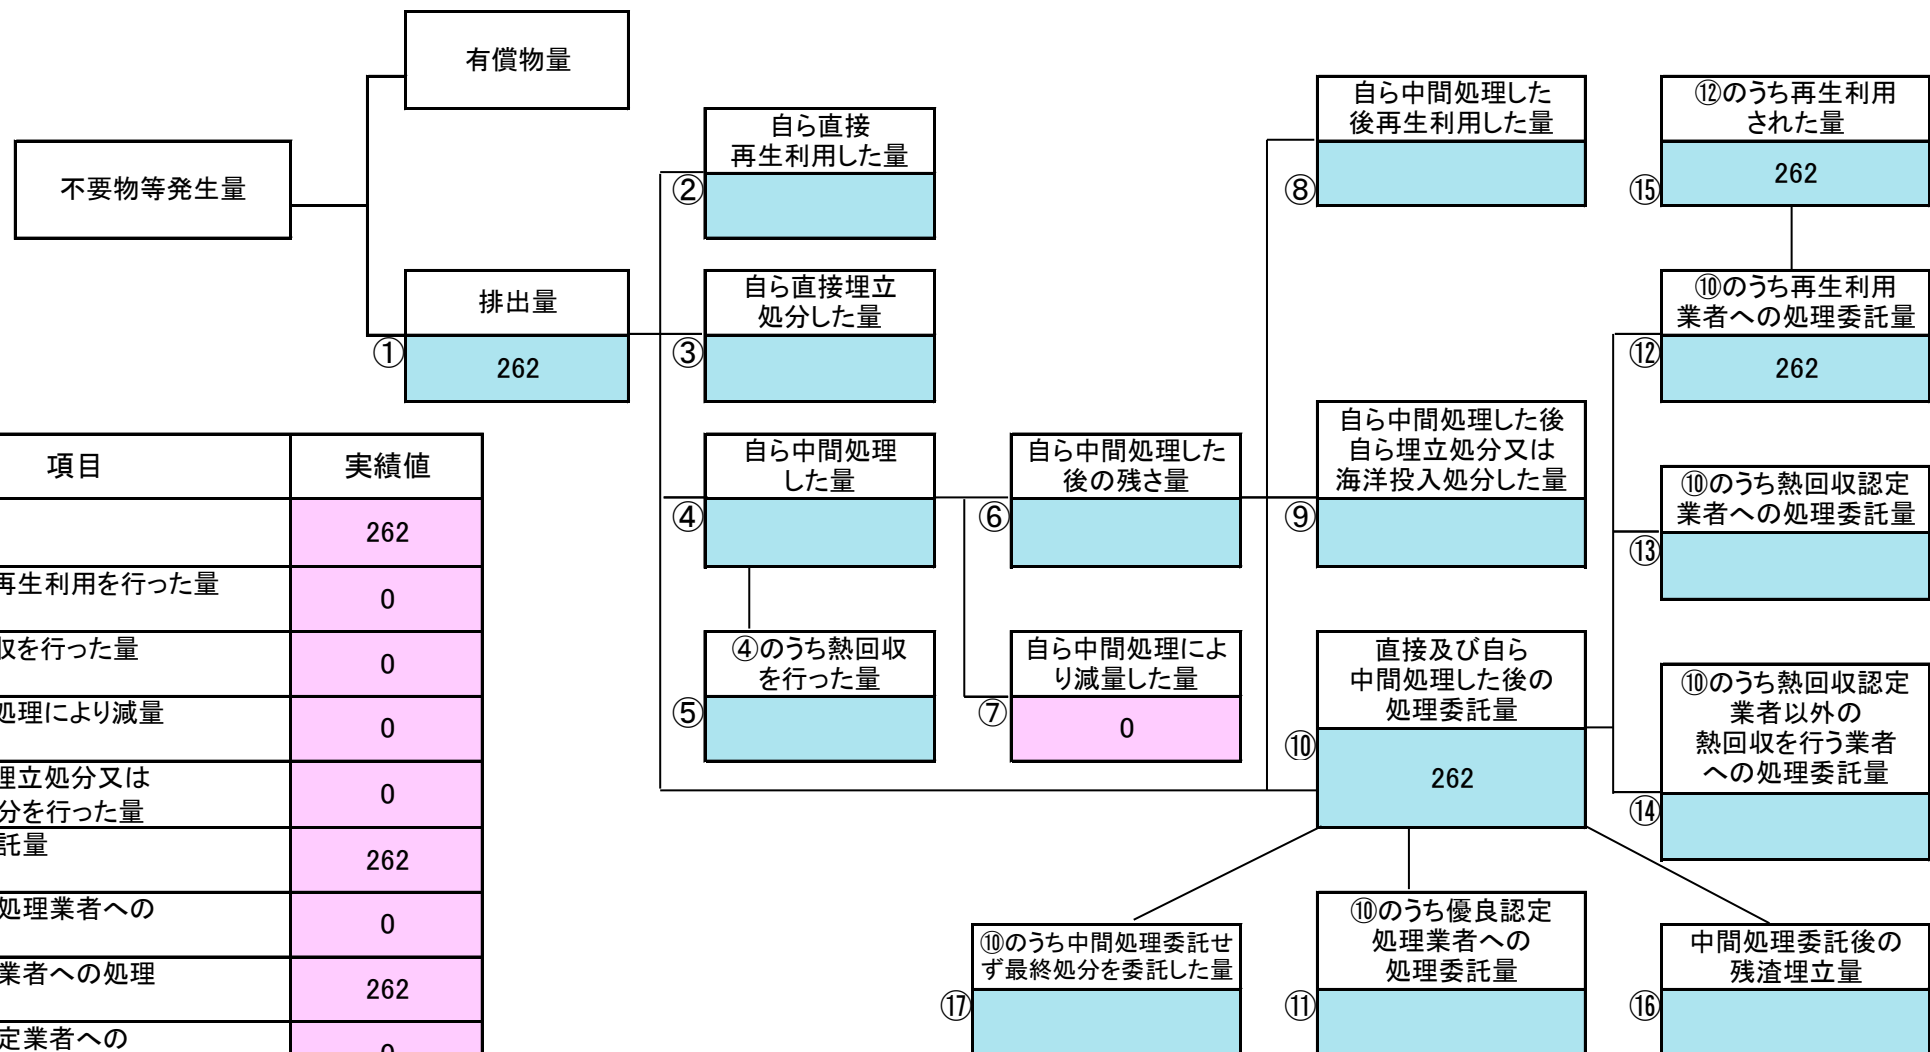 有償物量
不要物等発生量
排出量
①
262
自ら直接
再生利用した量
②
自ら直接埋立
処分した量
③
自ら中間処理
した量
④
④のうち熱回収
を行った量
⑤
自ら中間処理した
後の残さ量
⑥
自ら中間処理によ
り減量した量
⑦
0
自ら中間処理した
後再生利用した量
⑧
自ら中間処理した後
自ら埋立処分又は
海洋投入処分した量
⑨
直接及び自ら
中間処理した後の
処理委託量
⑩
262
⑫のうち再生利用
された量
⑮
262
⑩のうち再生利用
業者への処理委託量
⑫
262
⑩のうち熱回収認定
業者への処理委託量
⑬
⑩のうち熱回収認定
業者以外の
熱回収を行う業者
への処理委託量
⑭
⑩のうち中間処理委託せ
ず最終処分を委託した量
⑰
⑩のうち優良認定
処理業者への
処理委託量
⑪
中間処理委託後の
残渣埋立量
⑯
項目 実績値
262
再生利用を行った量 0
収を行った量 0
処理により減量 0
埋立処分又は
分を行った量 0
託量 262
処理業者への 0
業者への処理 262
定業者への 0